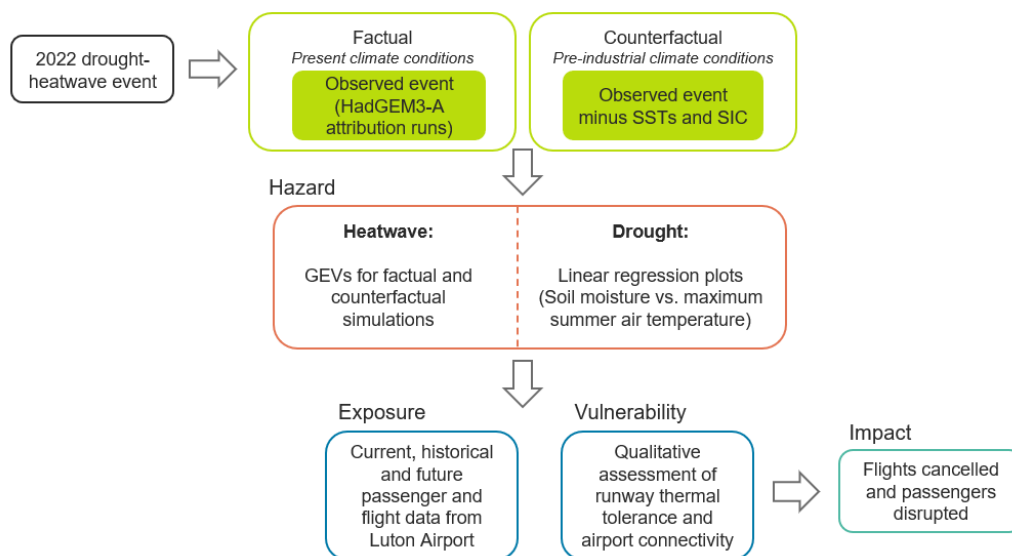 2022 drought-
heatwave event
Factual
Present climate conditions
Observed event
(HadGEM3-A
attribution runs)
Counterfactual
Pre-industrial climate conditions
Observed event
minus SSTs and SIC
Hazard
Heatwave:
GEVs for factual and
counterfactual
simulations
Drought:
Linear regression plots
(Soil moisture vs. maximum
summer air temperature)
Exposure
Current, historical
and future
passenger and
flight data from
Luton Airport
Vulnerability
Qualitative
assessment of
runway thermal
tolerance and
airport connectivity
Impact
Flights cancelled
and passengers
disrupted